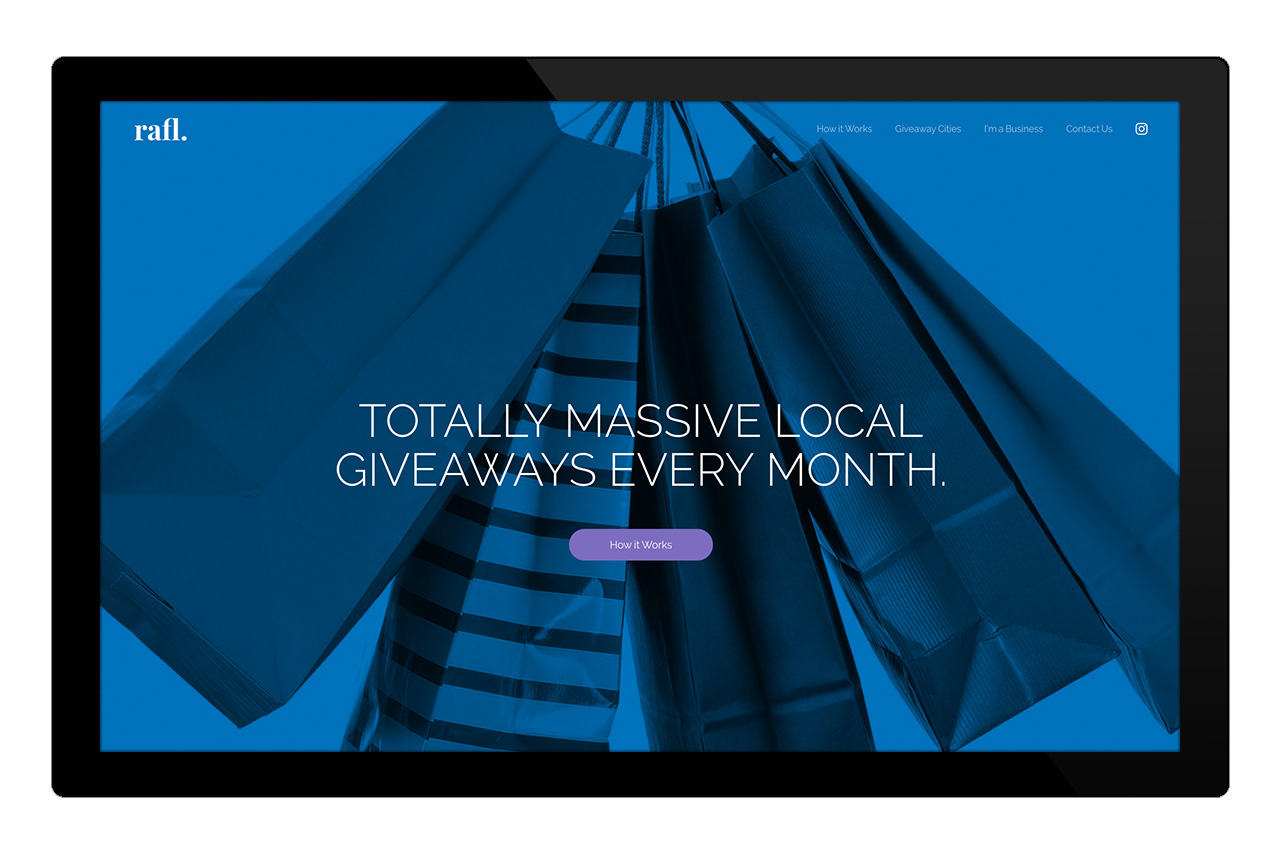 rafl.
How it Works
Giveaway Cities
I'm a Business
Contact Us
TOTALLY MASSIVE LOCAL
GIVEAWAYS EVERY MONTH.
How it Works